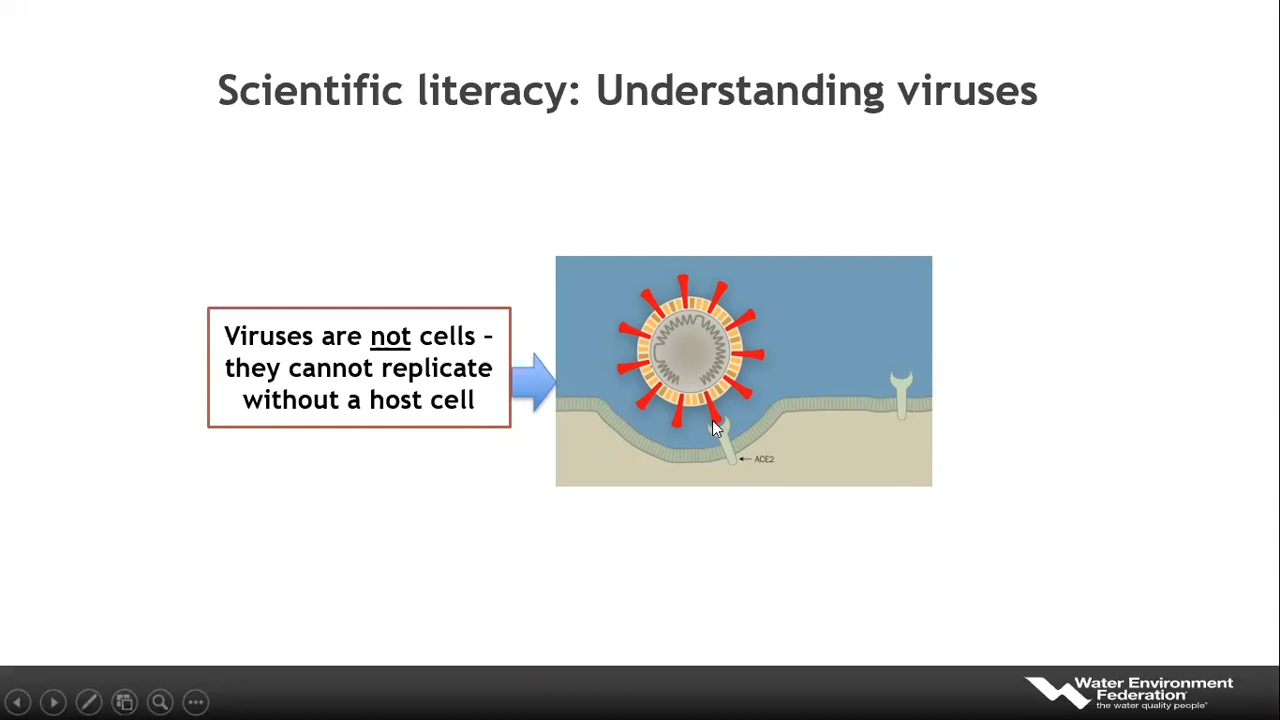 Scientific literacy: Understanding viruses
Viruses are not cells –
they cannot replicate
without a host cell
ACE2
Water Environment
Federation
the water quality people®